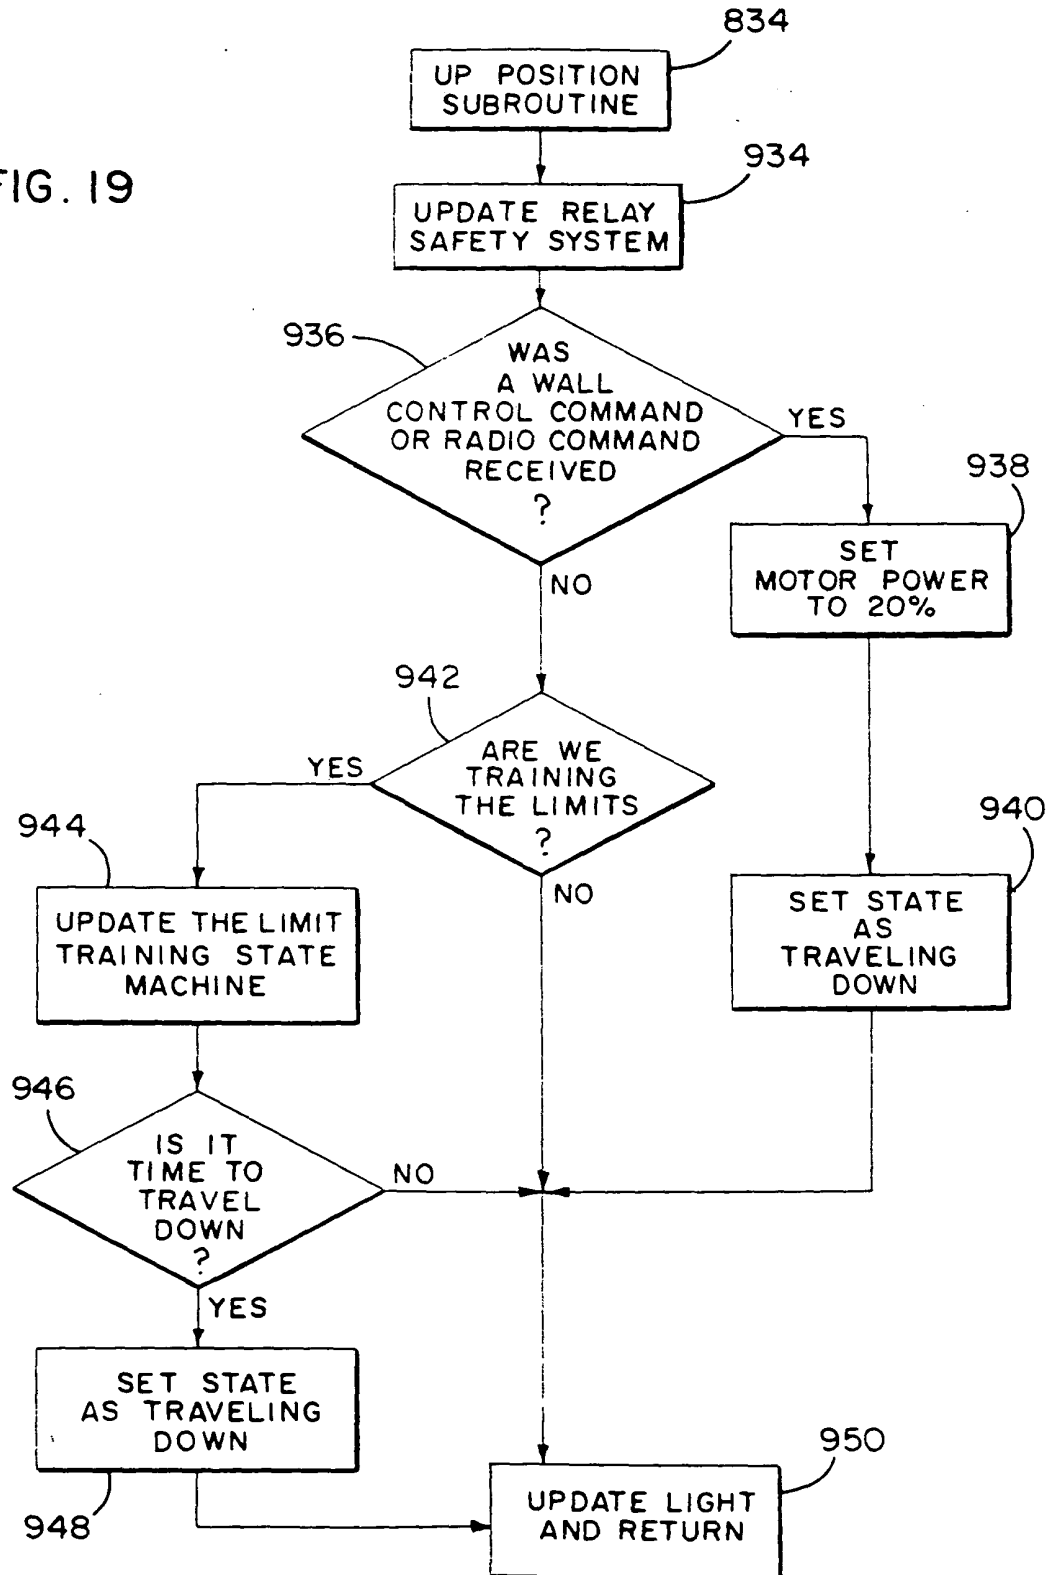 834
UP POSITION
SUBROUTINE
FIG. 19
934
UPDATE RELAY
SAFETY SYSTEM
936
WAS
A WALL
CONTROL COMMAND
OR RADIO COMMAND
RECEIVED
?
YES
NO
938
SET
MOTOR POWER
TO 20%
942
ARE WE
TRAINING
THE LIMITS
?
YES
NO
940
SET STATE
AS
TRAVELING
DOWN
944
UPDATE THE LIMIT
TRAINING STATE
MACHINE
946
IS IT
TIME TO
TRAVEL
DOWN
?
NO
YES
SET STATE
AS TRAVELING
DOWN
948
950
UPDATE LIGHT
AND RETURN